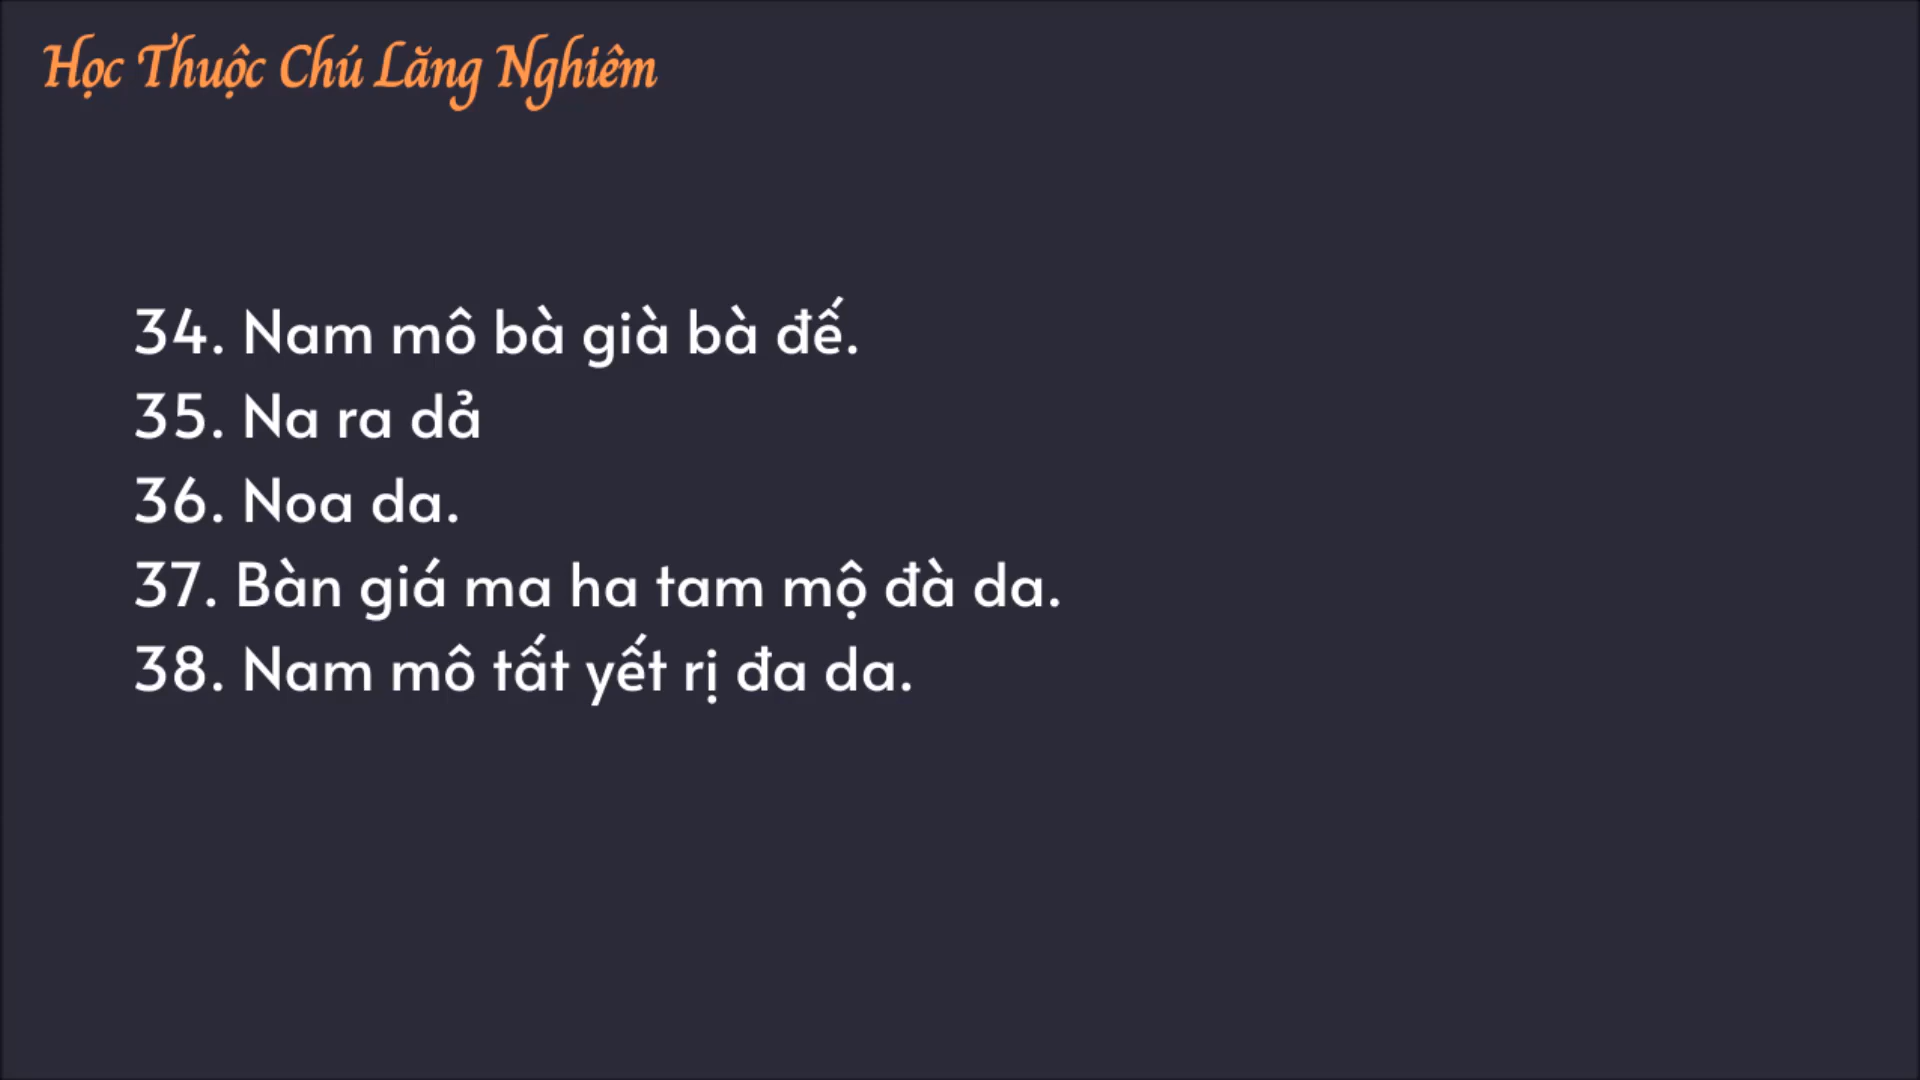 Học Thuộc Chú Lăng Nghiêm
34. Nam mô bà già bà đế.
35. Na ra dả
36. Noa da.
37. Bàn giá ma ha tam mộ đà da.
38. Nam mô tất yết rị đa da.